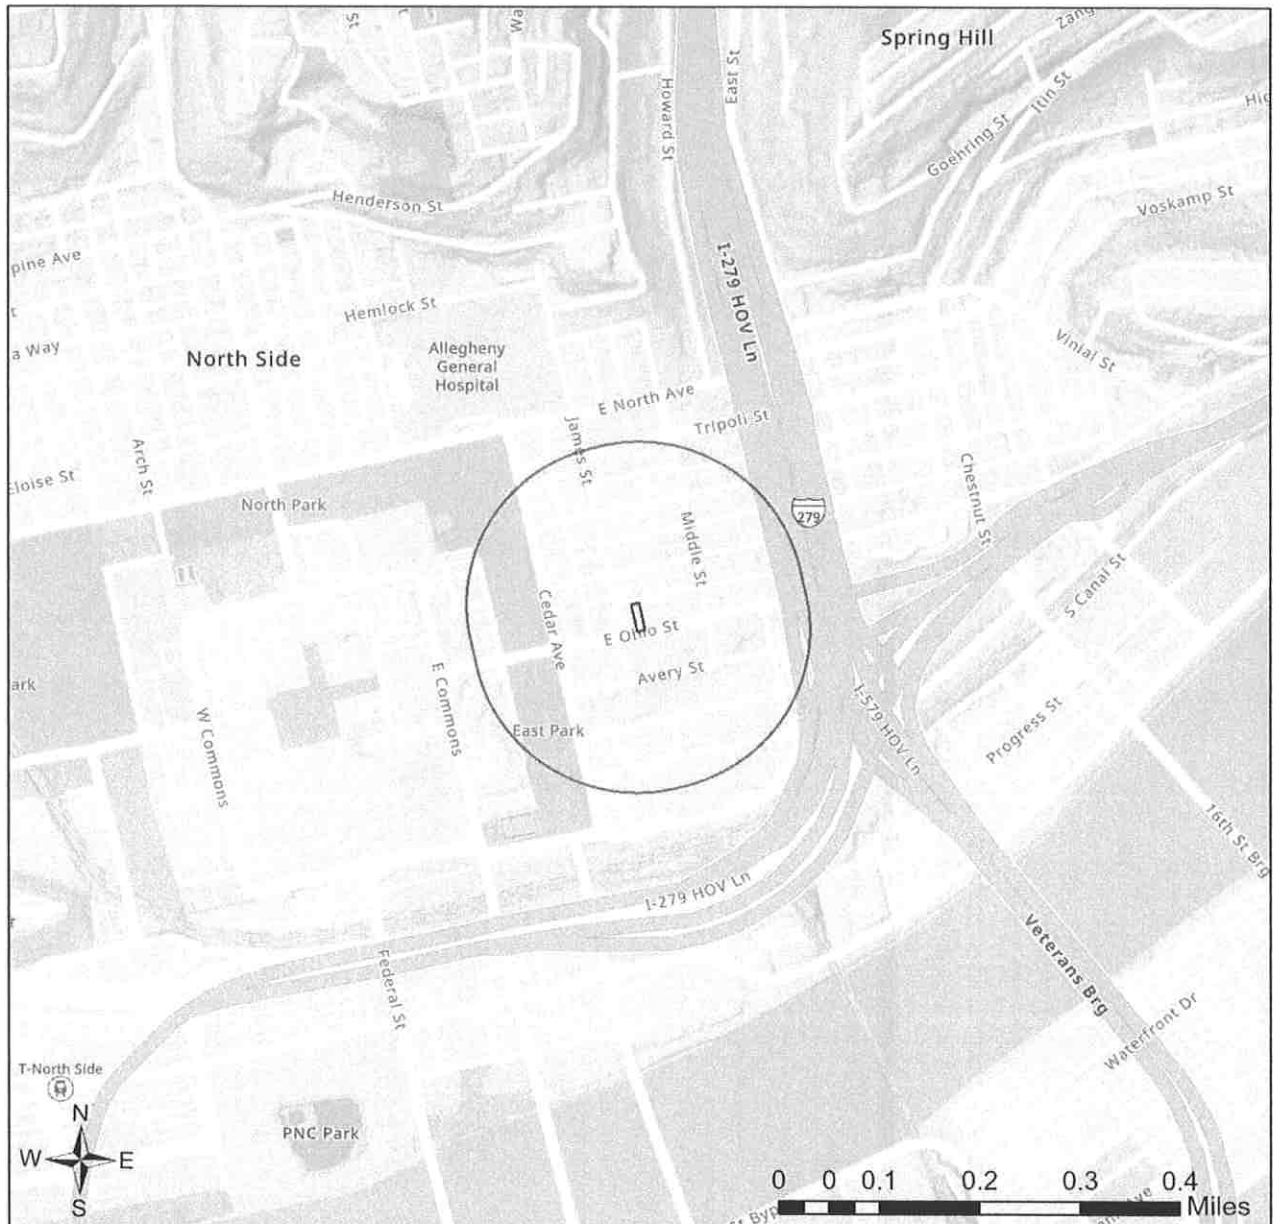 St
Spring Hill
Howard St
East St
Itin St
Goehring St
Henderson St
Voskamp St
pine Ave
I-279 HOV Ln
Hemlock St
a Way
North Side
Allegheny
General
Hospital
Vinial St
E North Ave
Tripoli St
James St
Arch St
Eloise St
North Park
Chestnut St
279
Middle St
S Canal St
Cedar Ave
E Ohio St
Avery St
E Commons
ark
W Commons
East Park
I-579 HOV Ln
Progress St
16th St Brg
I-279 HOV Ln
Veterans Brg
Federal St
Waterfront Dr
T-North Side
N
W E
S
PNC Park
0 0.1 0.2 0.3 0.4
Miles